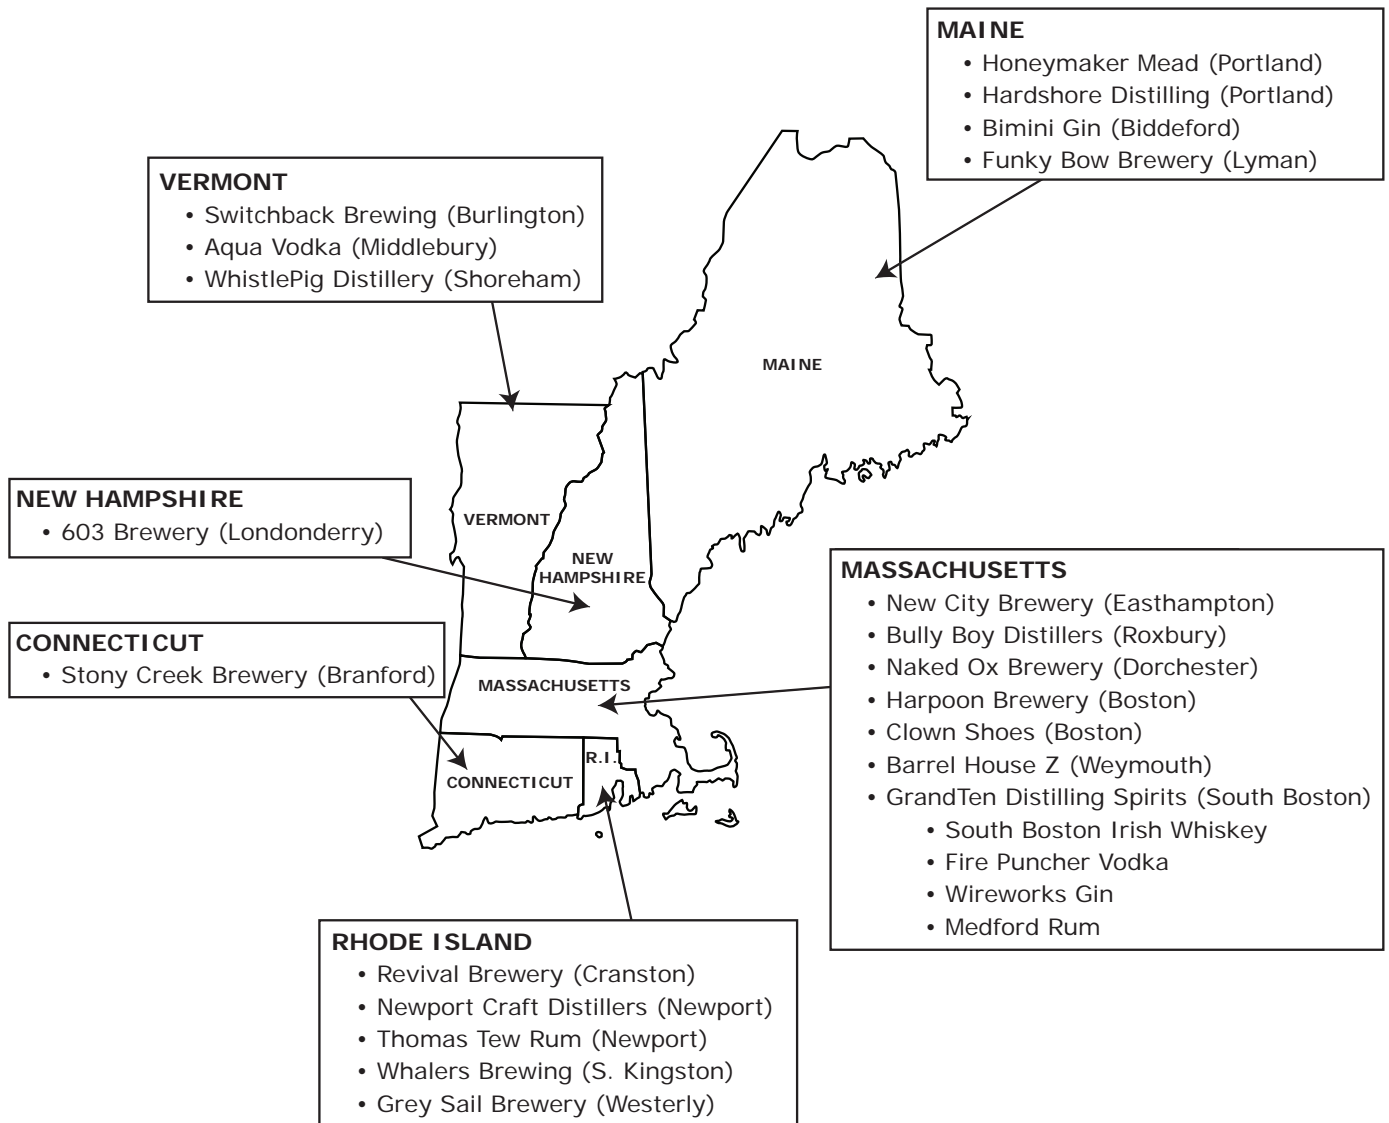 MAINE
• Honeymaker Mead (Portland)
• Hardshore Distilling (Portland)
• Bimini Gin (Biddeford)
• Funky Bow Brewery (Lyman)
VERMONT
• Switchback Brewing (Burlington)
• Aqua Vodka (Middlebury)
• WhistlePig Distillery (Shoreham)
MAINE
NEW HAMPSHIRE
• 603 Brewery (Londonderry)
VERMONT
NEW
HAMPSHIRE
MASSACHUSETTS
• New City Brewery (Easthampton)
• Bully Boy Distillers (Roxbury)
• Naked Ox Brewery (Dorchester)
• Harpoon Brewery (Boston)
• Clown Shoes (Boston)
• Barrel House Z (Weymouth)
• GrandTen Distilling Spirits (South Boston)
• South Boston Irish Whiskey
• Fire Puncher Vodka
• Wireworks Gin
• Medford Rum
CONNECTICUT
• Stony Creek Brewery (Branford)
MASSACHUSETTS
R.I.
CONNECTICUT
RHODE ISLAND
• Revival Brewery (Cranston)
• Newport Craft Distillers (Newport)
• Thomas Tew Rum (Newport)
• Whalers Brewing (S. Kingston)
• Grey Sail Brewery (Westerly)